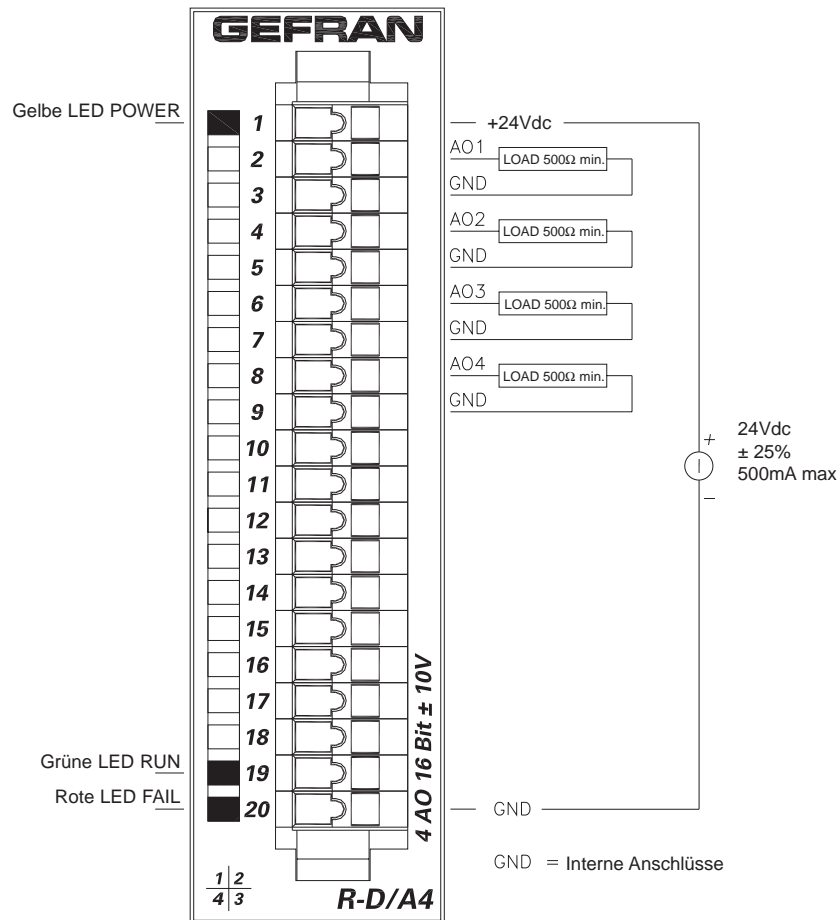 GEFRAN
Gelbe LED POWER
1
+24Vdc
2
AO1
LOAD 500Ω min.
3
GND
4
AO2
LOAD 500Ω min.
5
GND
6
AO3
LOAD 500Ω min.
7
GND
8
AO4
LOAD 500Ω min.
9
GND
10
+
24Vdc
± 25%
500mA max
−
11
12
13
14
15
16
17
18
Grüne LED RUN
19
Rote LED FAIL
20
GND
4 AO 16 Bit ± 10V
GND = Interne Anschlüsse
1 2
4 3
R-D/A4